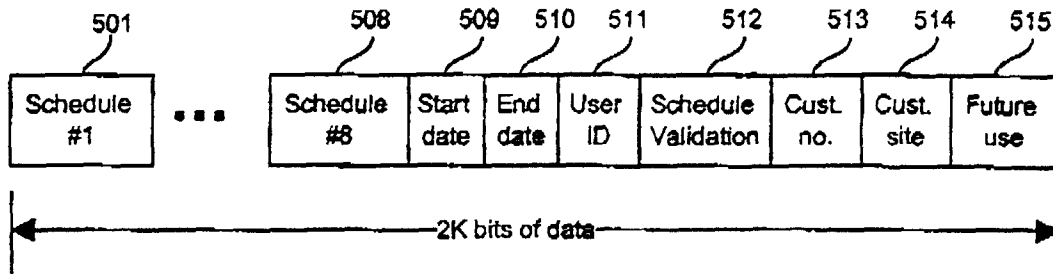 501 508 509 510 511 512 513 514 515
Schedule #1
Schedule #8
Start date
End date
User ID
Schedule Validation
Cust. no.
Cust. site
Future use
2K bits of data